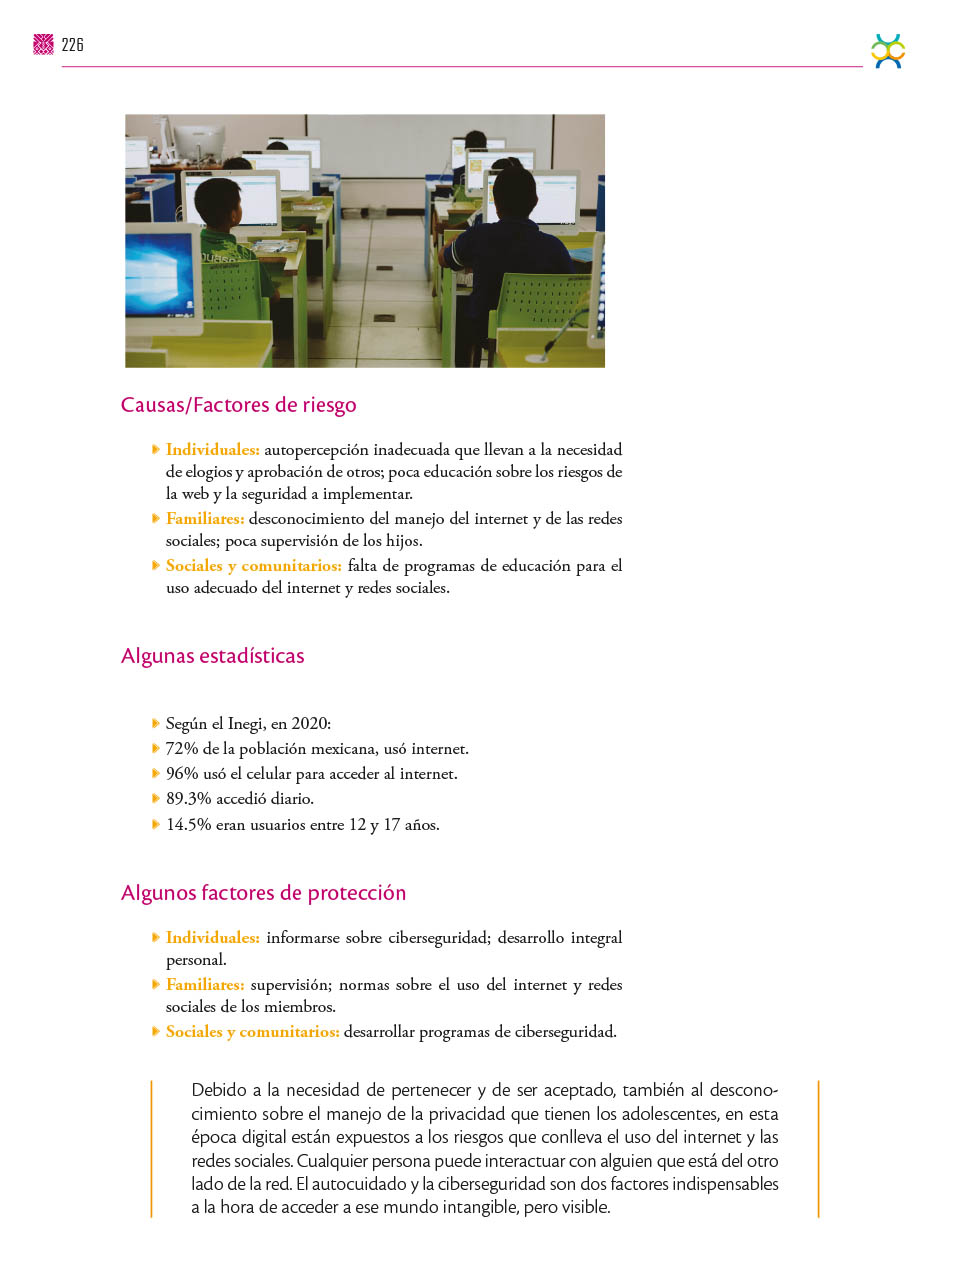 226
Causas/Factores de riesgo
Individuales: autopercepción inadecuada que llevan a la necesidad
de elogios y aprobación de otros; poca educación sobre los riesgos de
la web y la seguridad a implementar.
Familiares: desconocimiento del manejo del internet y de las redes
sociales; poca supervisión de los hijos.
Sociales y comunitarios: falta de programas de educación para el
uso adecuado del internet y redes sociales.
Algunas estadísticas
Según el Inegi, en 2020:
72% de la población mexicana, usó internet.
96% usó el celular para acceder al internet.
89.3% accedió diario.
14.5% eran usuarios entre 12 y 17 años.
Algunos factores de protección
Individuales: informarse sobre ciberseguridad; desarrollo integral
personal.
Familiares: supervisión; normas sobre el uso del internet y redes
sociales de los miembros.
Sociales y comunitarios: desarrollar programas de ciberseguridad.
Debido a la necesidad de pertenecer y de ser aceptado, también al descono-
cimiento sobre el manejo de la privacidad que tienen los adolescentes, en esta
época digital están expuestos a los riesgos que conlleva el uso del internet y las
redes sociales. Cualquier persona puede interactuar con alguien que está del otro
lado de la red. El autocuidado y la ciberseguridad son dos factores indispensables
a la hora de acceder a ese mundo intangible, pero visible.